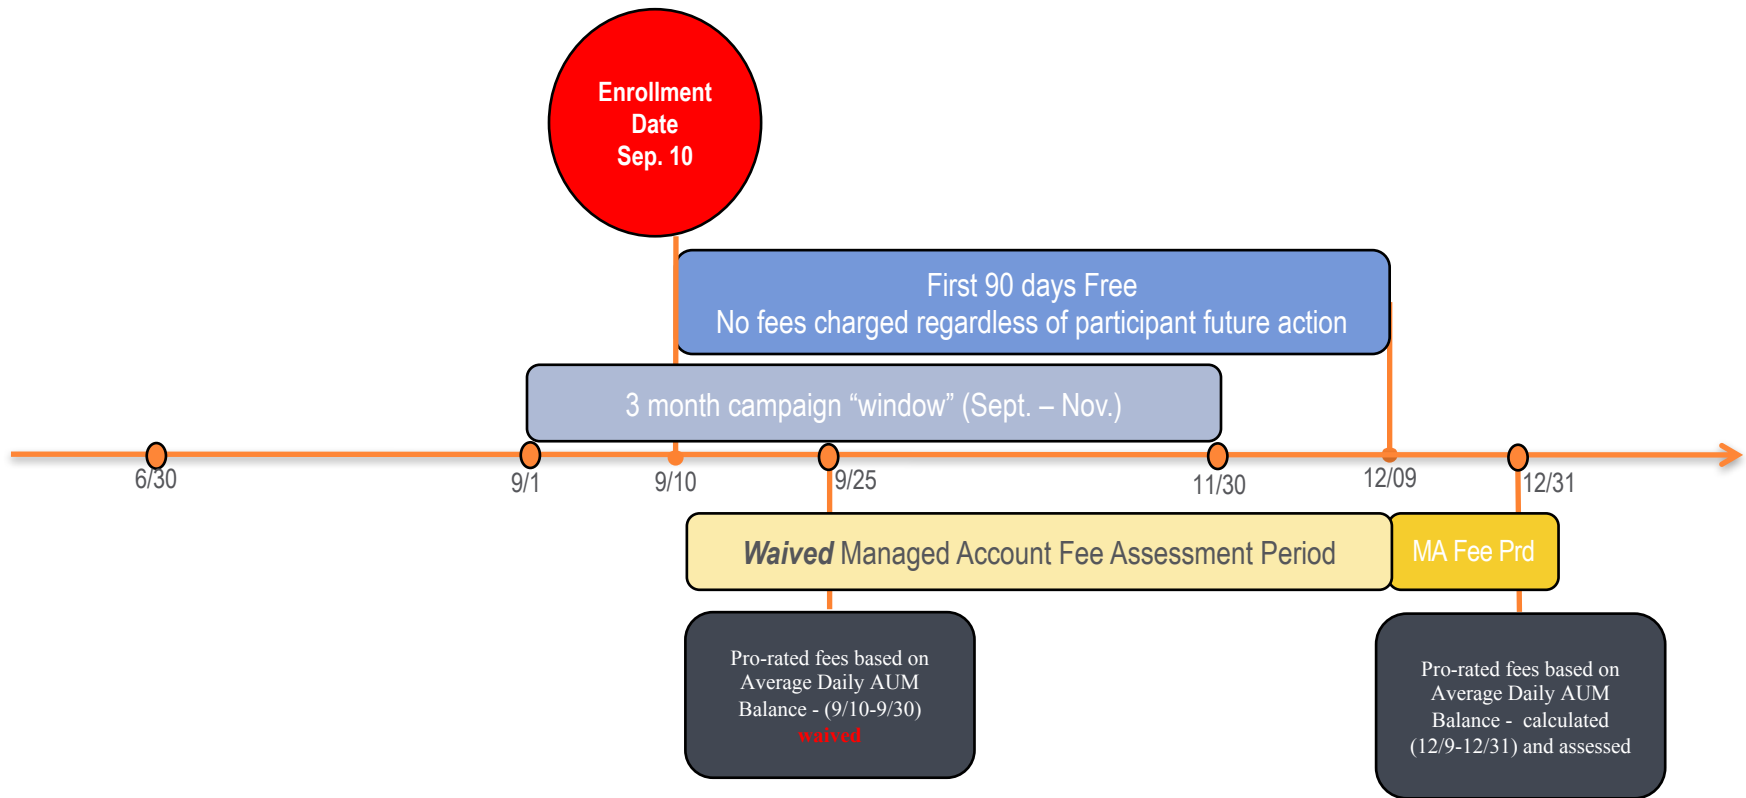 Enrollment
Date
Sep. 10
First 90 days Free
No fees charged regardless of participant future action
3 month campaign “window” (Sept. – Nov.)
6/30
9/1
9/10
9/25
11/30
12/09
12/31
Waived Managed Account Fee Assessment Period
MA Fee Prd
Pro-rated fees based on
Average Daily AUM
Balance - (9/10-9/30)
waived
Pro-rated fees based on
Average Daily AUM
Balance -  calculated
(12/9-12/31) and assessed